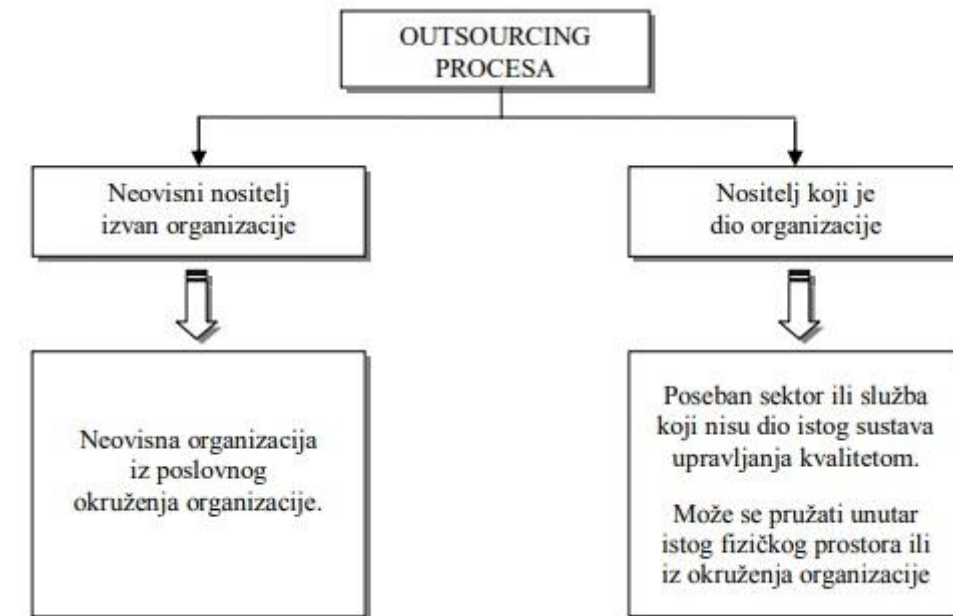 OUTSOURCING
PROCESA
Neovisni nositelj
izvan organizacije
Nositelj koji je
dio organizacije
Neovisna organizacija
iz poslovnog
okruženja organizacije.
Poseban sektor ili služba
koji nisu dio istog sustava
upravljanja kvalitetom.
Može se pružati unutar
istog fizičkog prostora ili
iz okruženja organizacije